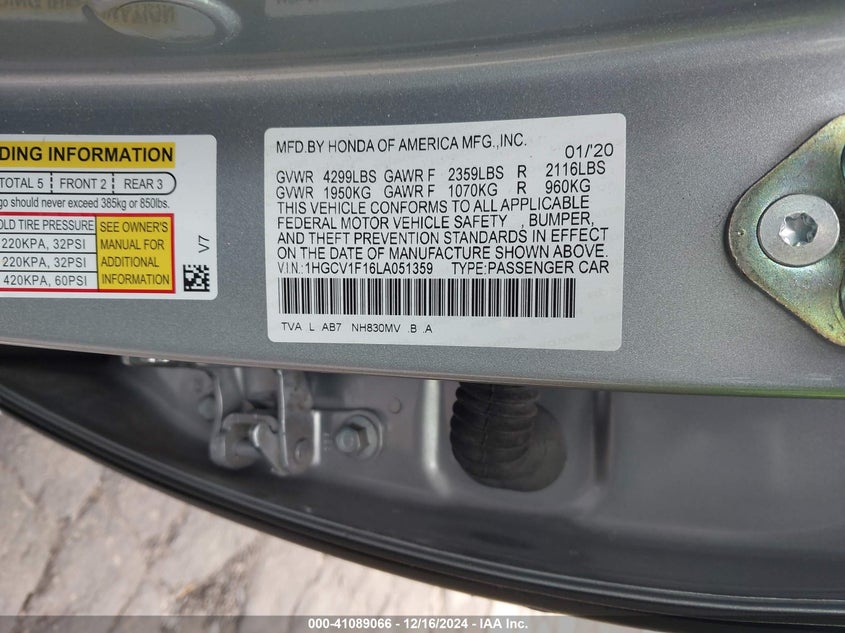 DING INFORMATION
TOTAL 5 FRONT 2 REAR 3
go should never exceed 385kg or 850lbs.
OLD TIRE PRESSURE
220KPA, 32PSI
220KPA, 32PSI
420KPA, 60PSI
SEE OWNER'S
MANUAL FOR
ADDITIONAL
INFORMATION
V7
MFD.BY HONDA OF AMERICA MFG.,INC. 01/'20
GVWR 4299LBS GAWR F 2359LBS R 2116LBS
GVWR 1950KG GAWR F 1070KG R 960KG
THIS VEHICLE CONFORMS TO ALL APPLICABLE
FEDERAL MOTOR VEHICLE SAFETY , BUMPER,
AND THEFT PREVENTION STANDARDS IN EFFECT
ON THE DATE OF MANUFACTURE SHOWN ABOVE.
V.I.N.:1HGCV1F16LA051359 TYPE:PASSENGER CAR
TVA L AB7 NH830MV .B .A
000-41089066 - 12/16/2024 - IAAI.com